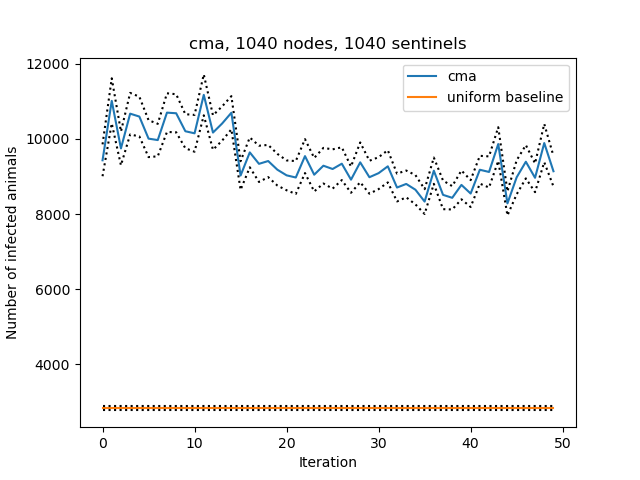 cma, 1040 nodes, 1040 sentinels
12000
10000
8000
6000
4000
Number of infected animals
cma
uniform baseline
0
10
20
30
40
50
Iteration